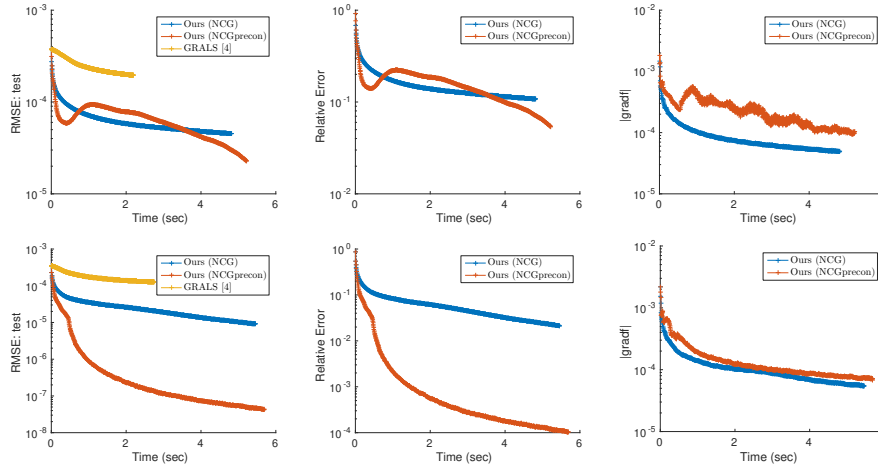 10^-3
10^-4
10^-5
RMSE: test
0
2
4
6
Time (sec)
Ours (NCG)
Ours (NCGprecon)
GRALS [4]
10^0
10^-1
10^-2
Relative Error
0
2
4
6
Time (sec)
Ours (NCG)
Ours (NCGprecon)
10^-2
10^-3
10^-4
10^-5
|gradf|
0
2
4
Time (sec)
Ours (NCG)
Ours (NCGprecon)
10^-3
10^-4
10^-5
10^-6
10^-7
10^-8
RMSE: test
0
2
4
6
Time (sec)
Ours (NCG)
Ours (NCGprecon)
GRALS [4]
10^0
10^-1
10^-2
10^-3
10^-4
Relative Error
0
2
4
6
Time (sec)
Ours (NCG)
Ours (NCGprecon)
10^-2
10^-3
10^-4
10^-5
|gradf|
0
2
4
Time (sec)
Ours (NCG)
Ours (NCGprecon)